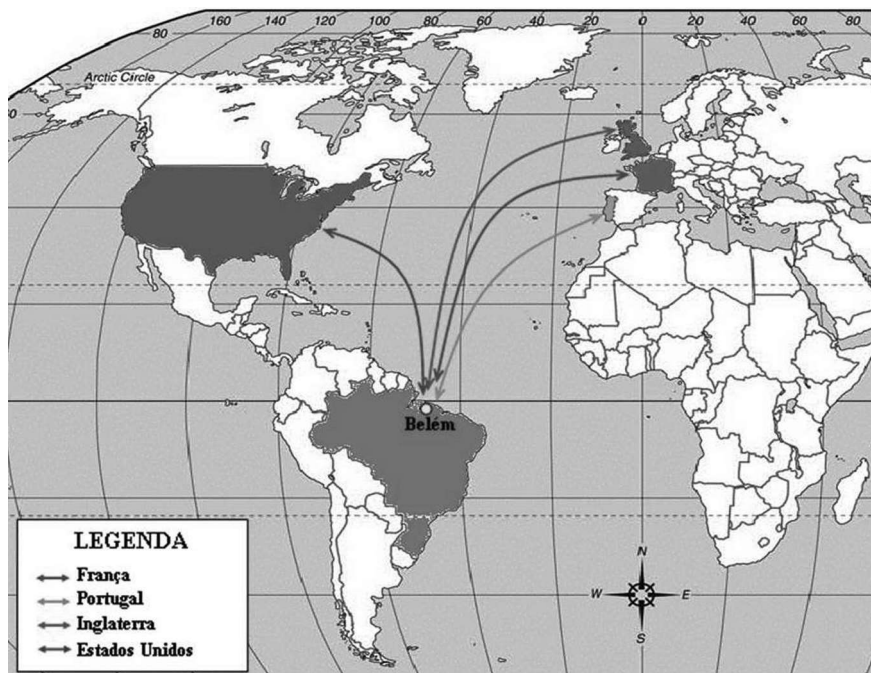 160 140 120 100 80 60 40 20 0 20 40 60 80
80
Arctic Circle
Belém
LEGENDA
França
Portugal
Inglaterra
Estados Unidos
N
W
E
S